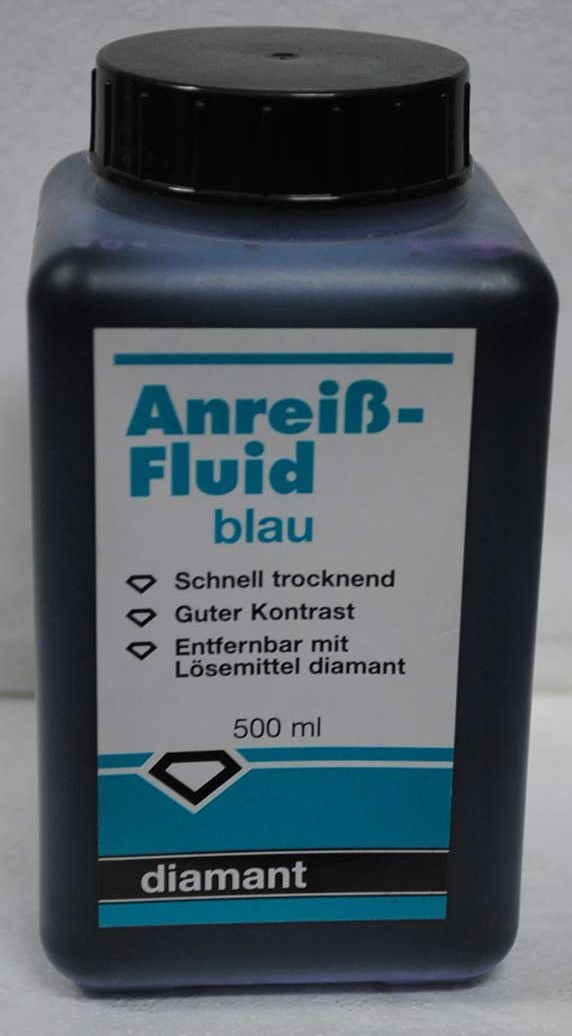 Anreiß-
Fluid
blau
Schnell trocknend
Guter Kontrast
Entfernbar mit
Lösemittel diamant
500 ml
diamant